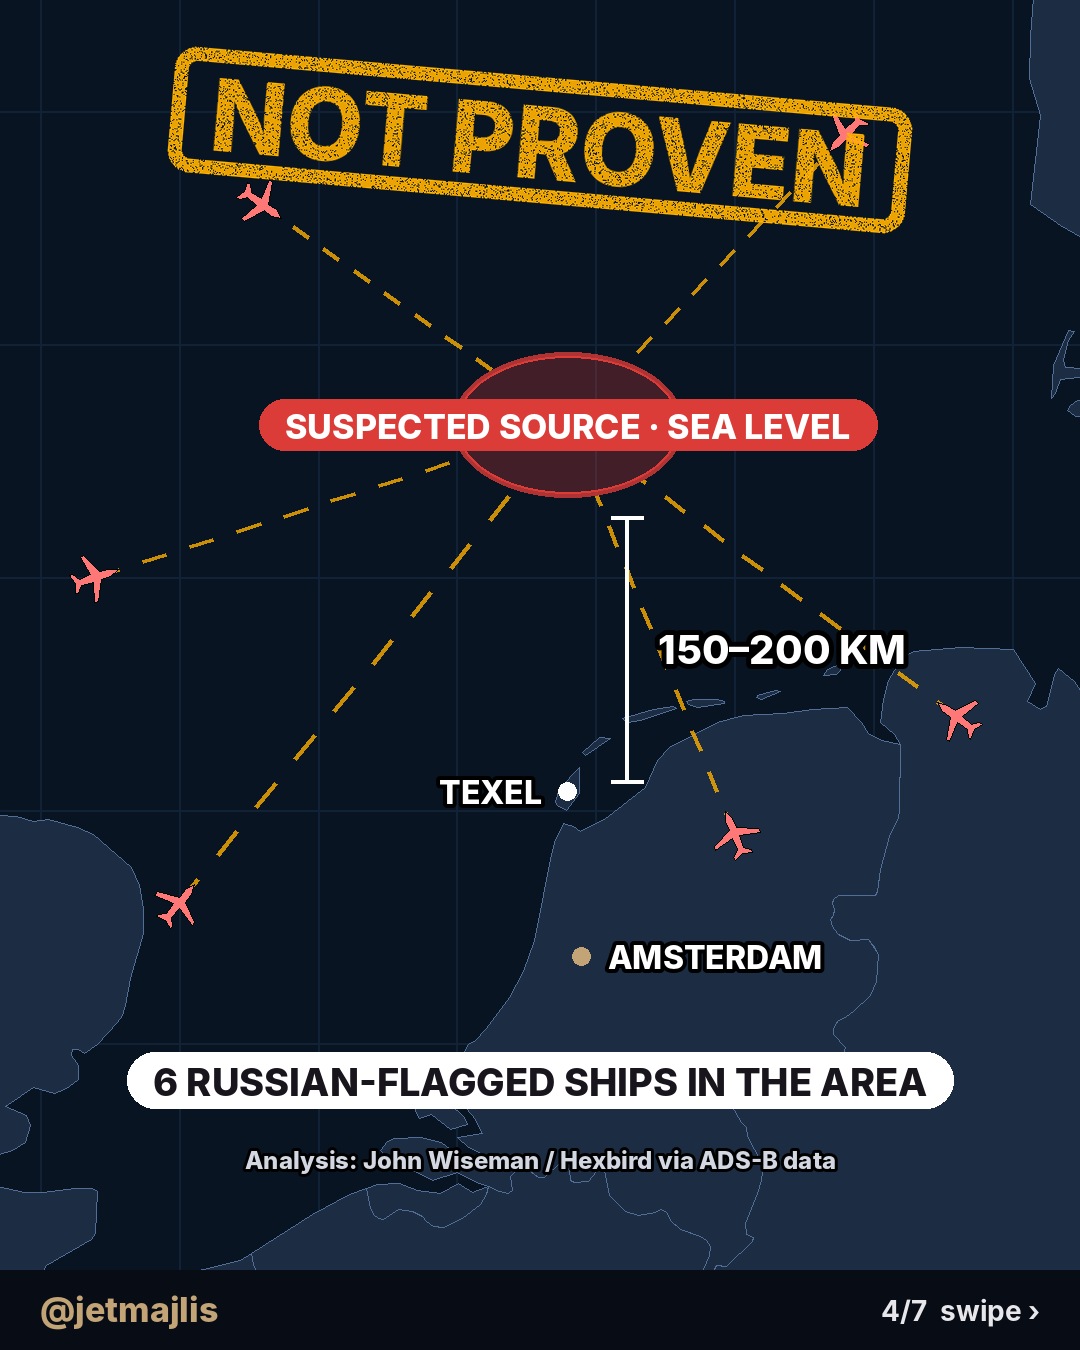 NOT PROVEN
SUSPECTED SOURCE · SEA LEVEL
150–200 KM
TEXEL
AMSTERDAM
6 RUSSIAN-FLAGGED SHIPS IN THE AREA
Analysis: John Wiseman / Hexbird via ADS-B data
@jetmajlis
4/7 swipe ›